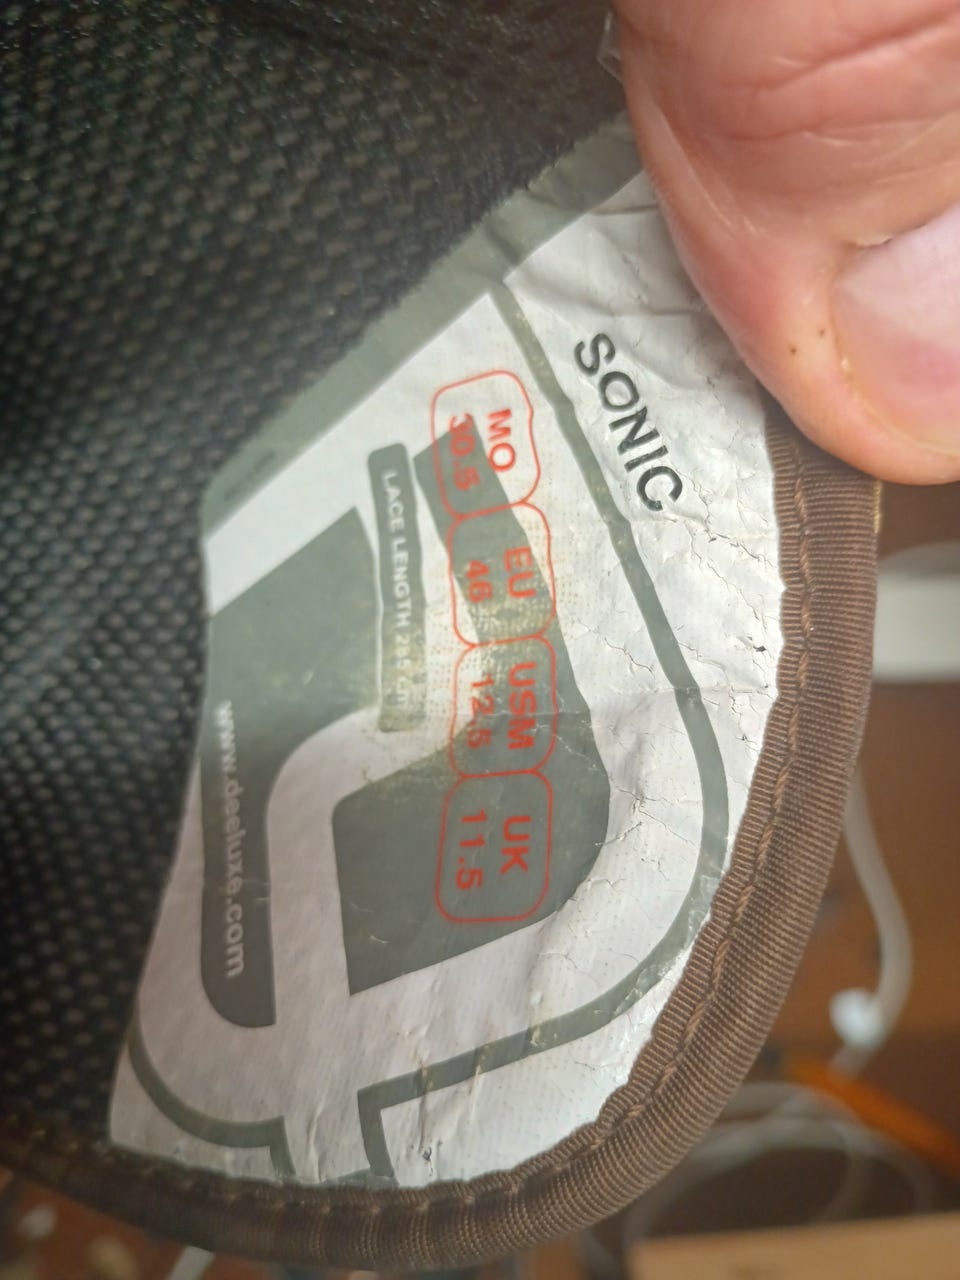 SONIC
MO EU USM UK
30.5 46 12.5 11.5
LACE LENGTH
www.deeluxe.com